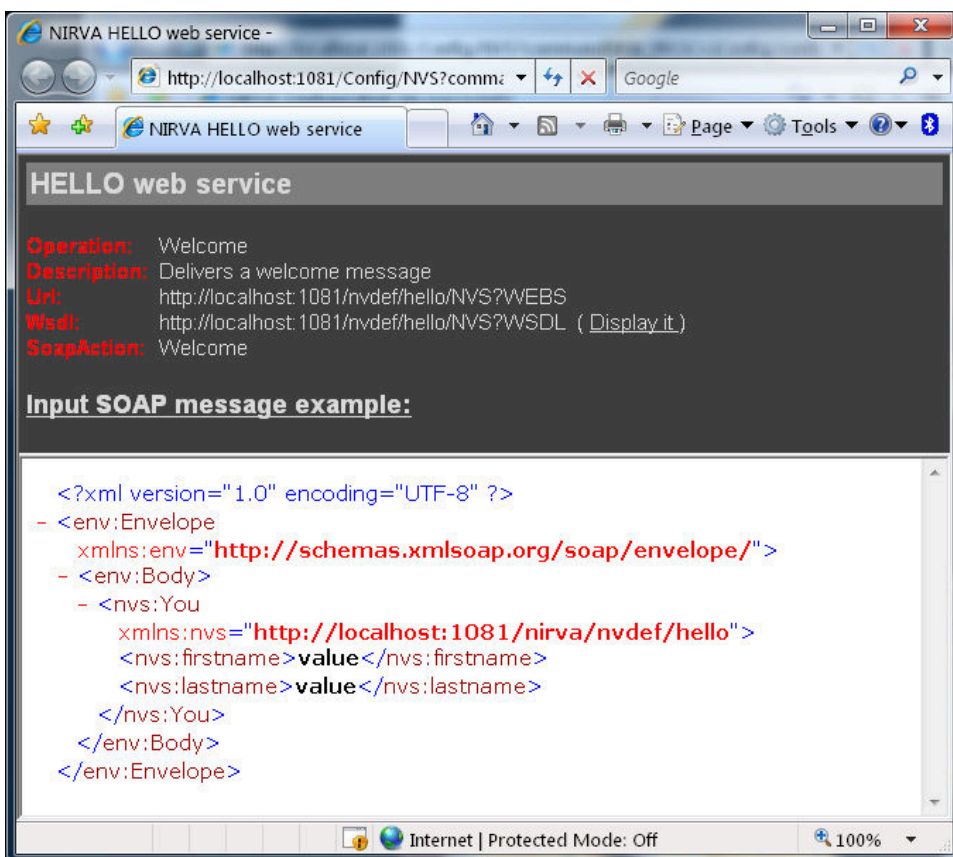 NIRVA HELLO web service -
http://localhost:1081/Config/NVS?comma
Google
NIRVA HELLO web service
Page
Tools
HELLO web service
Operation: Welcome
Description: Delivers a welcome message
Url: http://localhost:1081/nvdef/hello/NVS?WEBS
Wsdl: http://localhost:1081/nvdef/hello/NVS?WSDL ( Display it )
SoapAction: Welcome
Input SOAP message example:
<?xml version="1.0" encoding="UTF-8" ?>
- <env:Envelope
xmlns:env="http://schemas.xmlsoap.org/soap/envelope/">
- <env:Body>
- <nvs:You
xmlns:nvs="http://localhost:1081/nirva/nvdef/hello">
<nvs:firstname>value</nvs:firstname>
<nvs:lastname>value</nvs:lastname>
</nvs:You>
</env:Body>
</env:Envelope>
Internet | Protected Mode: Off
100%